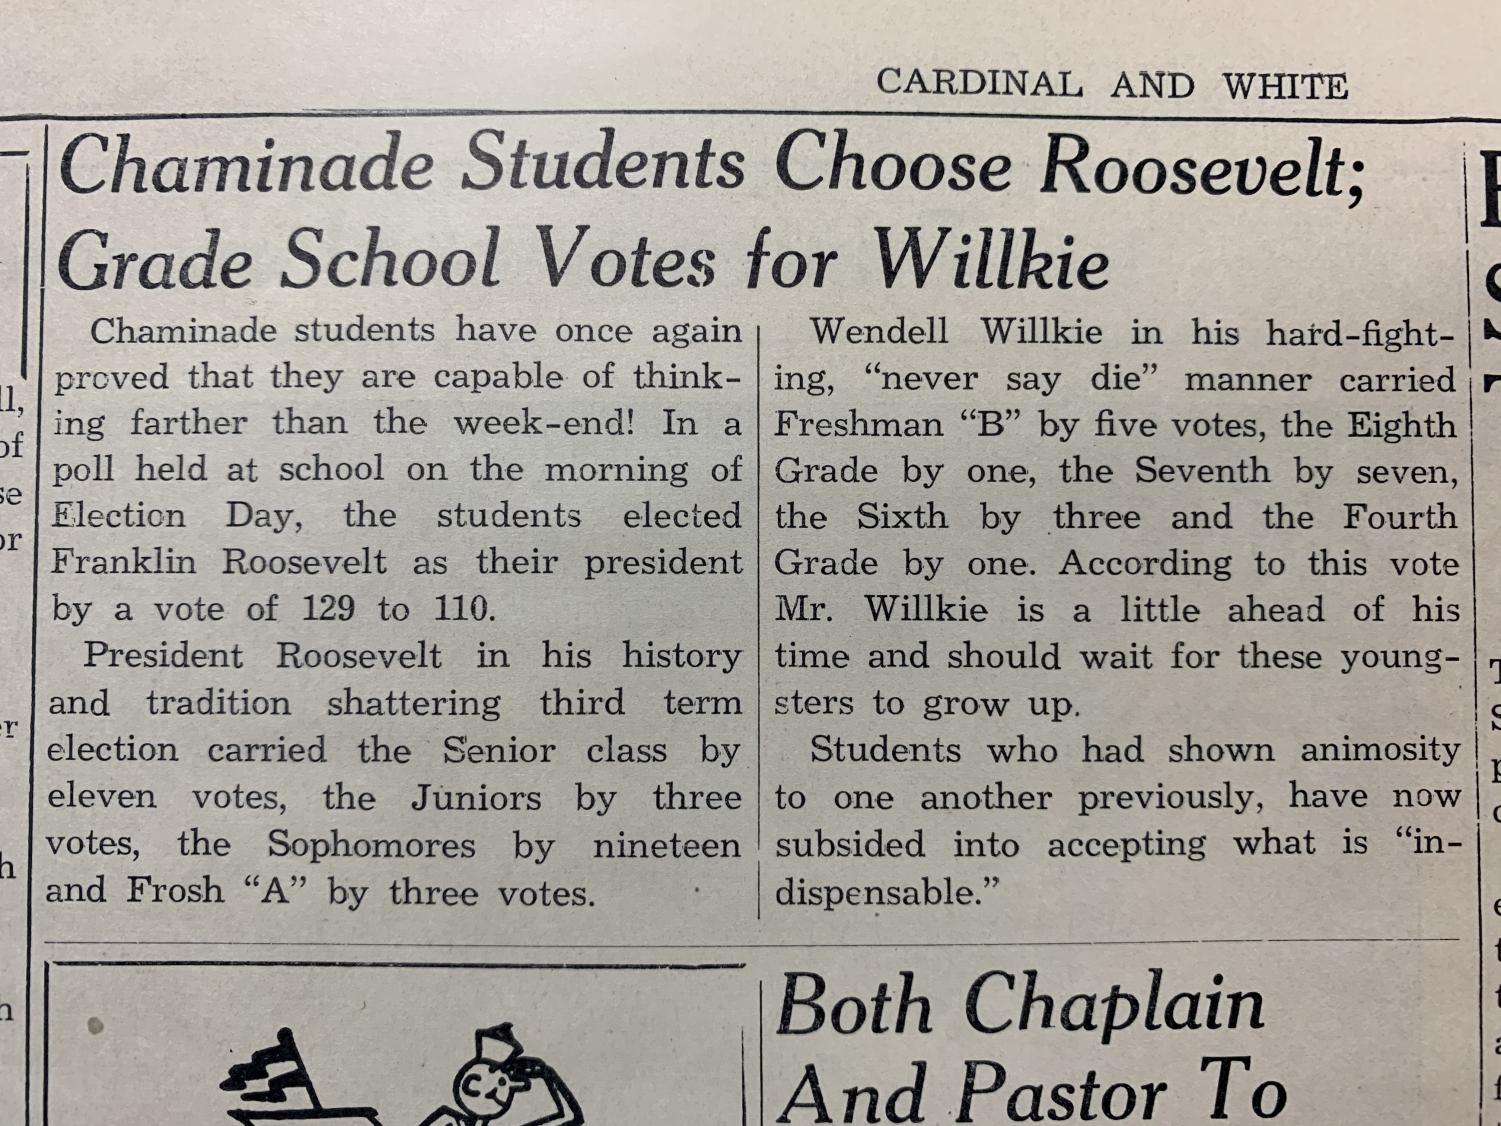 CARDINAL AND WHITE
Chaminade Students Choose Roosevelt;
Grade School Votes for Willkie
Chaminade students have once again
proved that they are capable of think-
ing farther than the week-end! In a
poll held at school on the morning of
Election Day, the students elected
Franklin Roosevelt as their president
by a vote of 129 to 110.
President Roosevelt in his history
and tradition shattering third term
election carried the Senior class by
eleven votes, the Juniors by three
votes, the Sophomores by nineteen
and Frosh “A” by three votes.
Wendell Willkie in his hard-fight-
ing, “never say die” manner carried
Freshman “B” by five votes, the Eighth
Grade by one, the Seventh by seven,
the Sixth by three and the Fourth
Grade by one. According to this vote
Mr. Willkie is a little ahead of his
time and should wait for these young-
sters to grow up.
Students who had shown animosity
to one another previously, have now
subsided into accepting what is “in-
dispensable.”
Both Chaplain
And Pastor To